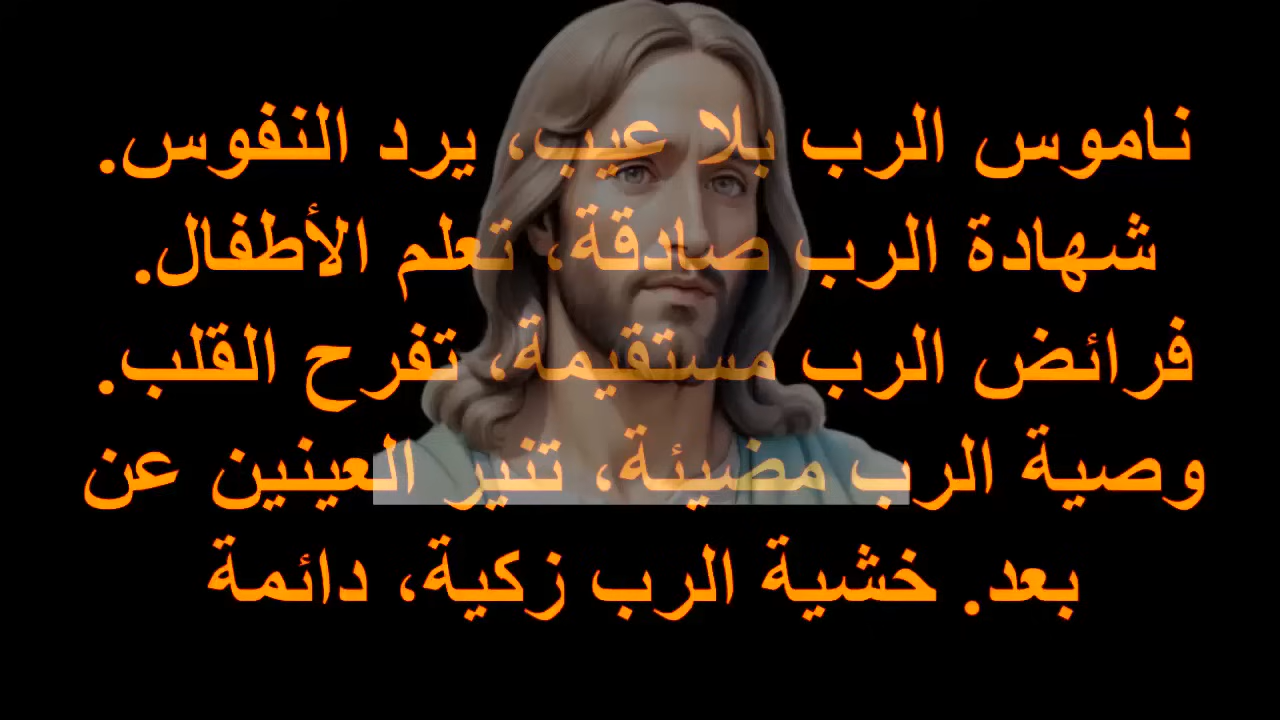 ناموس الرب بلا عيب، يرد النفوس.
شهادة الرب صادقة، تعلم الأطفال.
فرائض الرب مستقيمة، تفرح القلب.
وصية الرب مضيئة، تنير العينين عن
بعد. خشية الرب زكية، دائمة